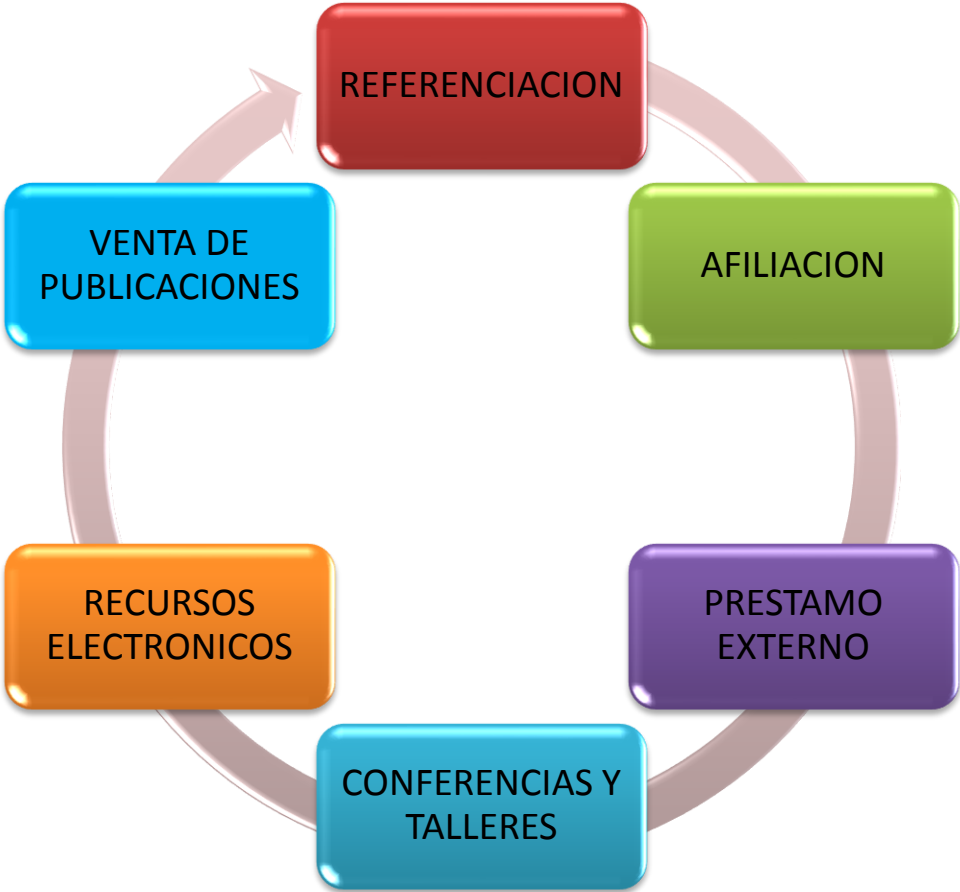 REFERENCIACION
AFILIACION
PRESTAMO
EXTERNO
CONFERENCIAS Y
TALLERES
RECURSOS
ELECTRONICOS
VENTA DE
PUBLICACIONES